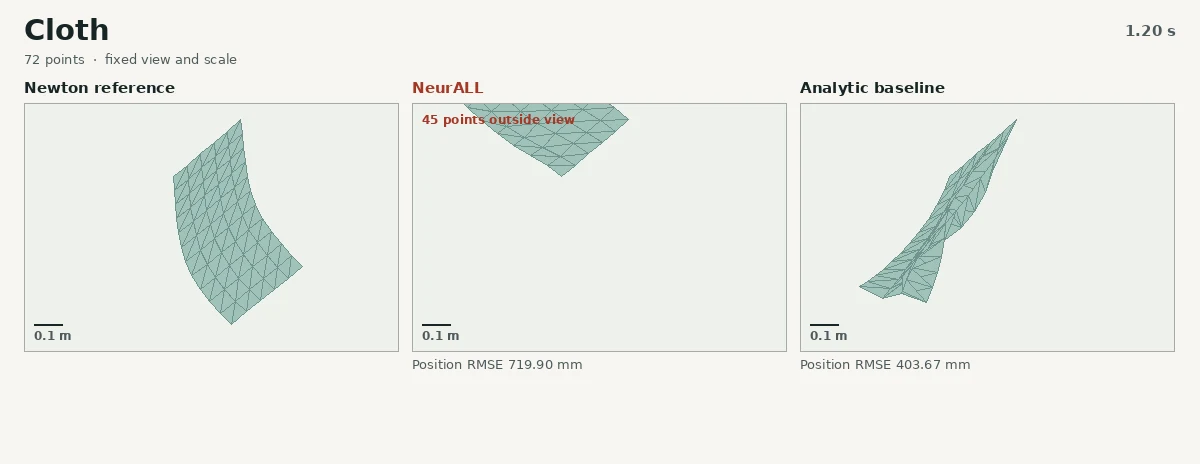 Cloth
1.20 s
72 points · fixed view and scale
Newton reference
NeurALL
Analytic baseline
45 points outside view
0.1 m
0.1 m
0.1 m
Position RMSE 719.90 mm
Position RMSE 403.67 mm